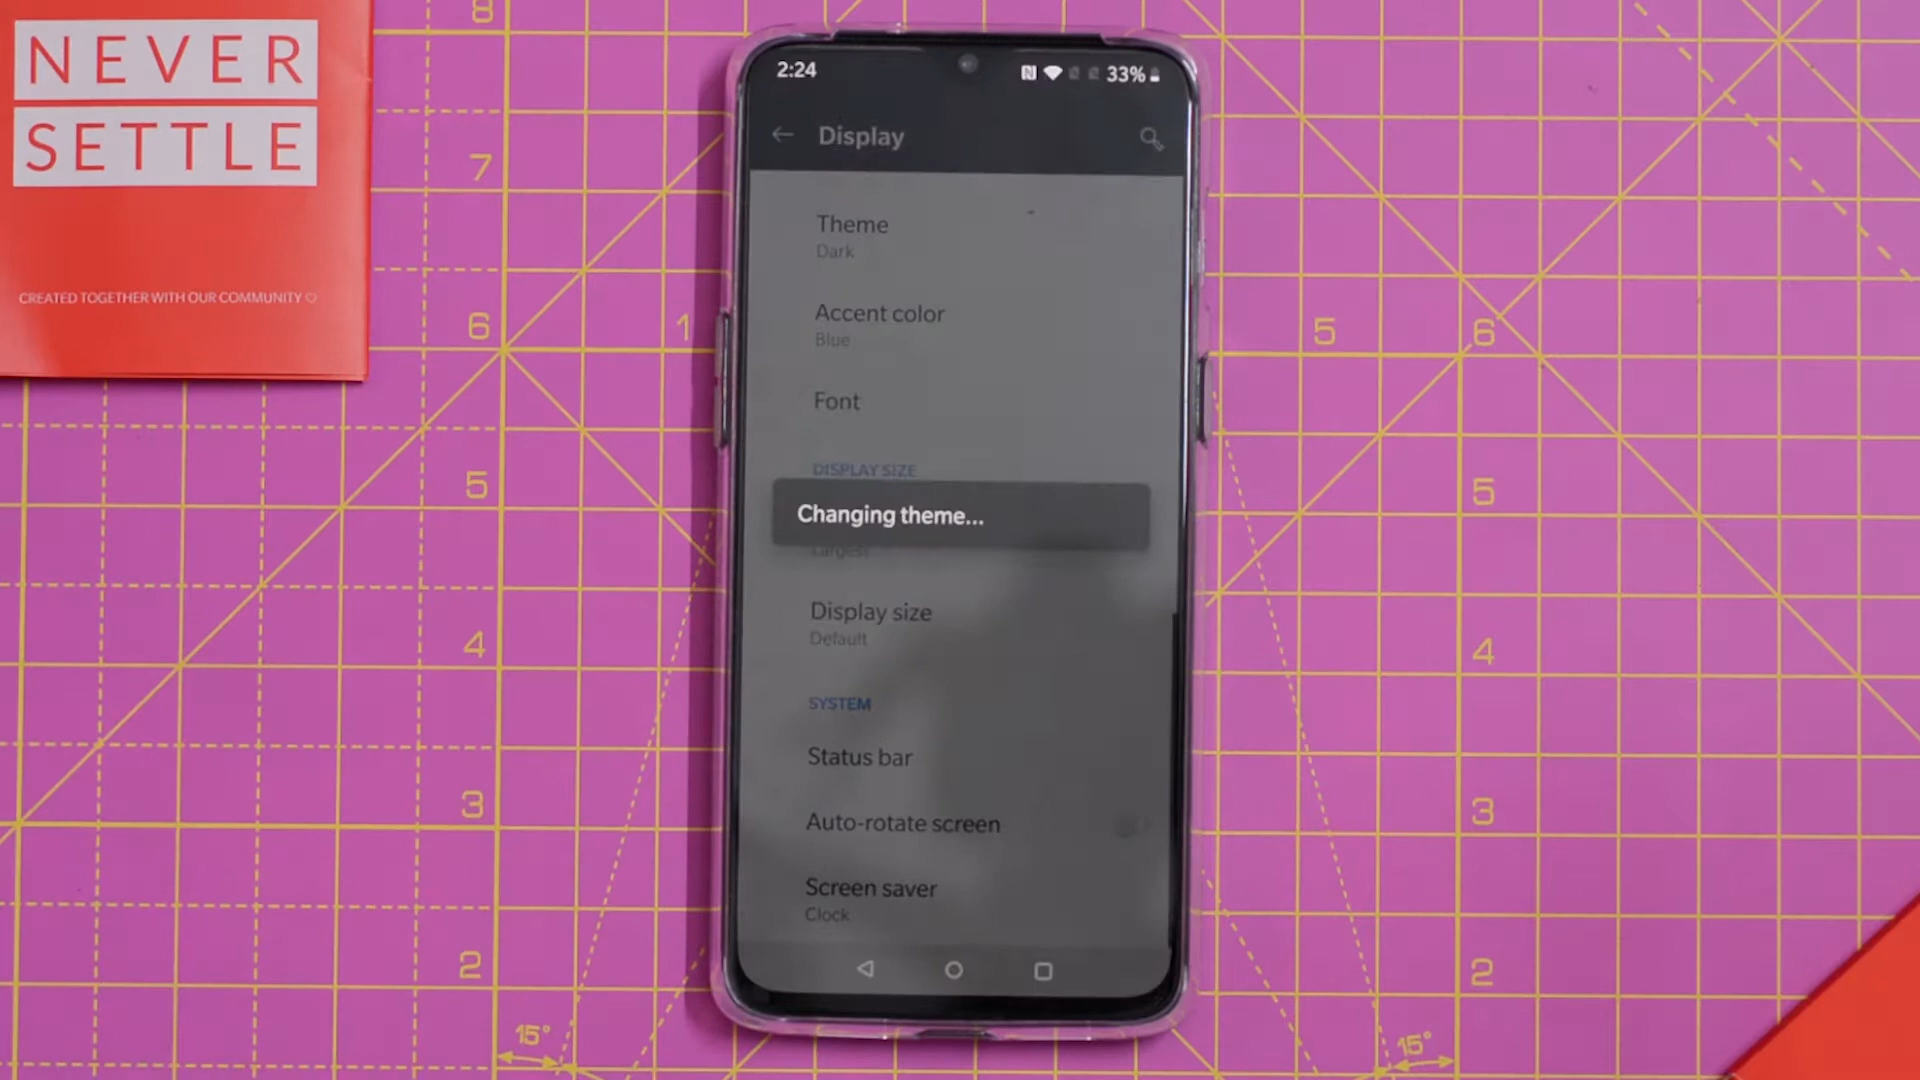 NEVER
SETTLE
CREATED TOGETHER WITH OUR COMMUNITY
2:24
33%
Display
Theme
Dark
Accent color
Blue
Font
DISPLAY SIZE
Changing theme...
Largest
Display size
Default
SYSTEM
Status bar
Auto-rotate screen
Screen saver
Clock
8
7
6
5
4
3
2
1
15°
5
6
5
4
3
2
15°